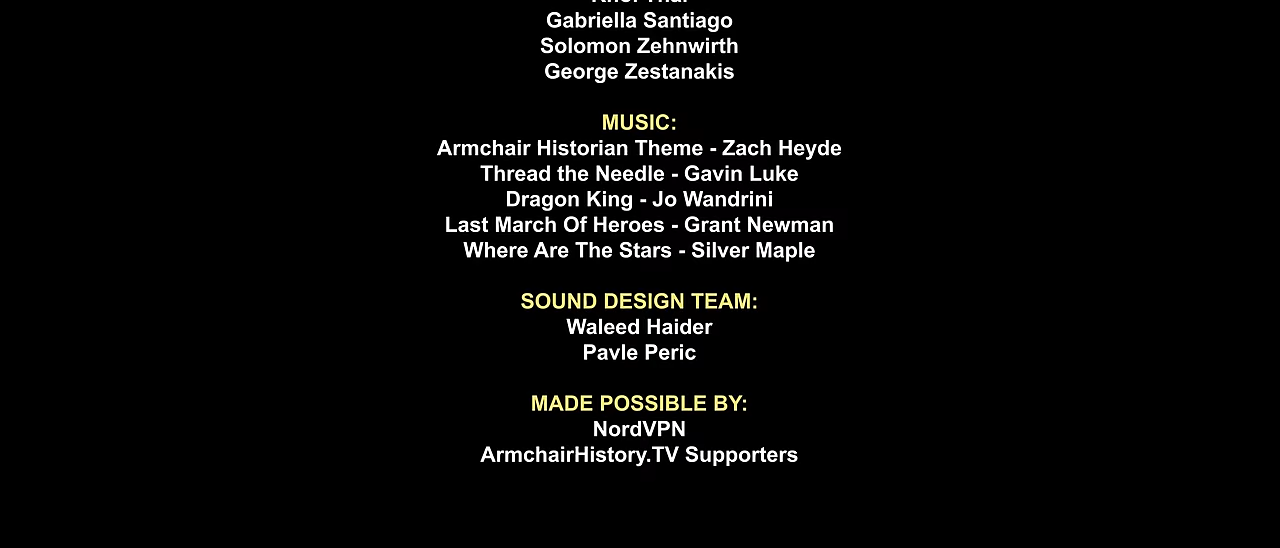 Gabriella Santiago
Solomon Zehnwirth
George Zestanakis
MUSIC:
Armchair Historian Theme - Zach Heyde
Thread the Needle - Gavin Luke
Dragon King - Jo Wandrini
Last March Of Heroes - Grant Newman
Where Are The Stars - Silver Maple
SOUND DESIGN TEAM:
Waleed Haider
Pavle Peric
MADE POSSIBLE BY:
NordVPN
ArmchairHistory.TV Supporters